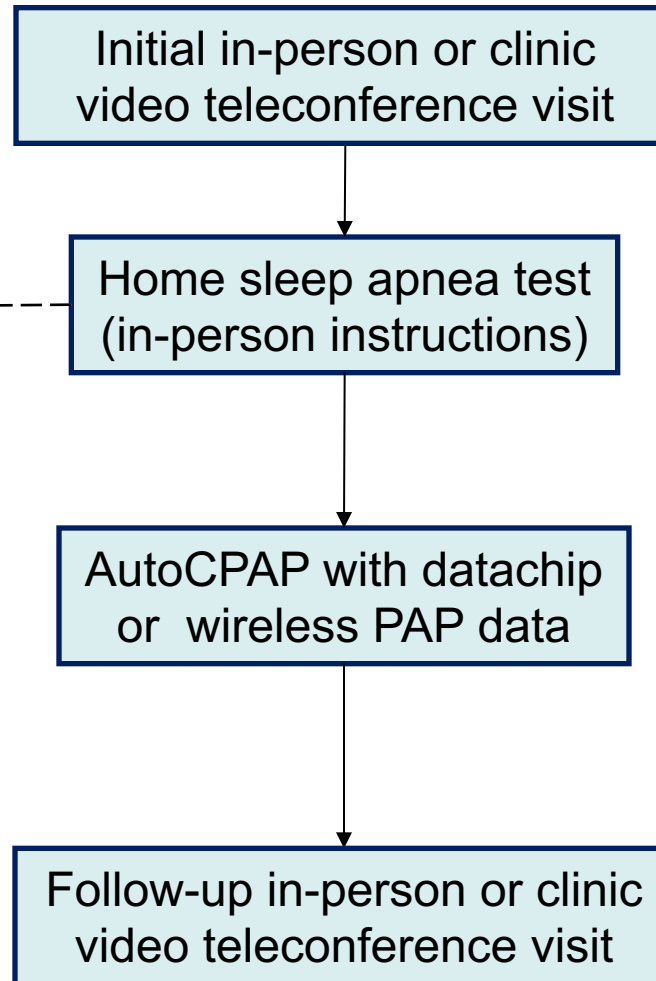 Initial in-person or clinic
video teleconference visit
Home sleep apnea test
(in-person instructions)
AutoCPAP with datachip
or wireless PAP data
Follow-up in-person or clinic
video teleconference visit